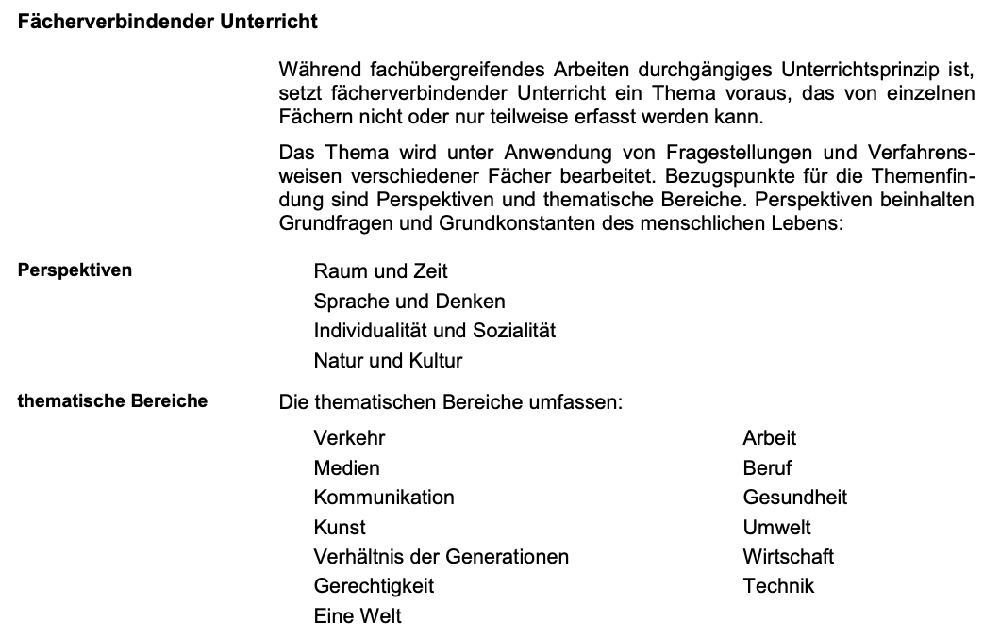 Fächerverbindender Unterricht
Während fachübergreifendes Arbeiten durchgängiges Unterrichtsprinzip ist,
setzt fächerverbindender Unterricht ein Thema voraus, das von einzelnen
Fächern nicht oder nur teilweise erfasst werden kann.
Das Thema wird unter Anwendung von Fragestellungen und Verfahrens-
weisen verschiedener Fächer bearbeitet. Bezugspunkte für die Themenfin-
dung sind Perspektiven und thematische Bereiche. Perspektiven beinhalten
Grundfragen und Grundkonstanten des menschlichen Lebens:
Perspektiven
Raum und Zeit
Sprache und Denken
Individualität und Sozialität
Natur und Kultur
thematische Bereiche
Die thematischen Bereiche umfassen:
Verkehr
Medien
Kommunikation
Kunst
Verhältnis der Generationen
Gerechtigkeit
Eine Welt
Arbeit
Beruf
Gesundheit
Umwelt
Wirtschaft
Technik